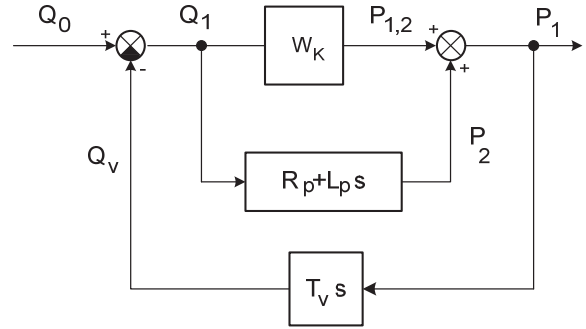 Q0
Q1
P1,2
P1
+
-
+
+
WK
Qv
P2
Rp+Lp s
Tv s